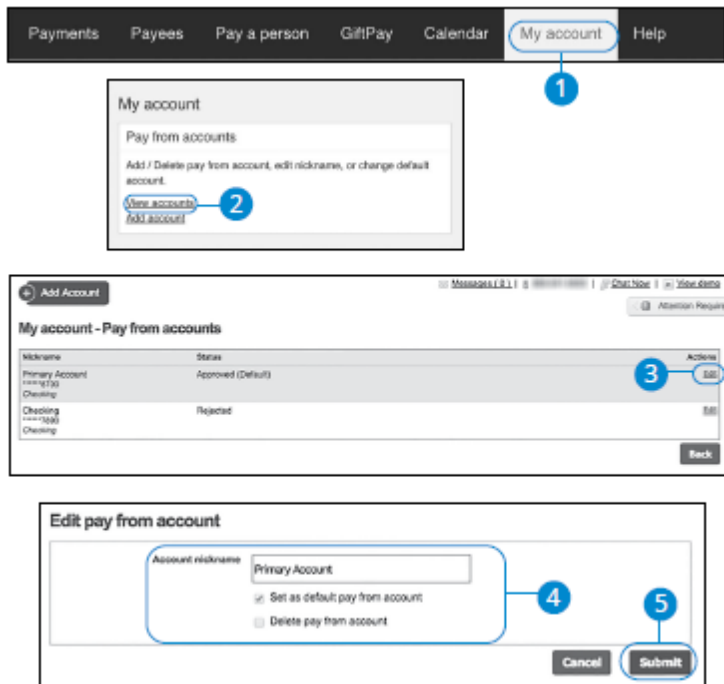 Payments Payees Pay a person GiftPay Calendar My account Help
1
My account
Pay from accounts
Add / Delete pay from account, edit nickname, or change default
account.
View accounts
2
Add account
Add Account
Messages ( 8 ) | | Chat Now | View demo
Attention Require
My account - Pay from accounts
Nickname Status Actions
Primary Account Approved (Default) 3 Edit
Checking
Checking Rejected Edit
Checking
Back
Edit pay from account
Account nickname Primary Account
Set as default pay from account
4
Delete pay from account
5
Cancel Submit